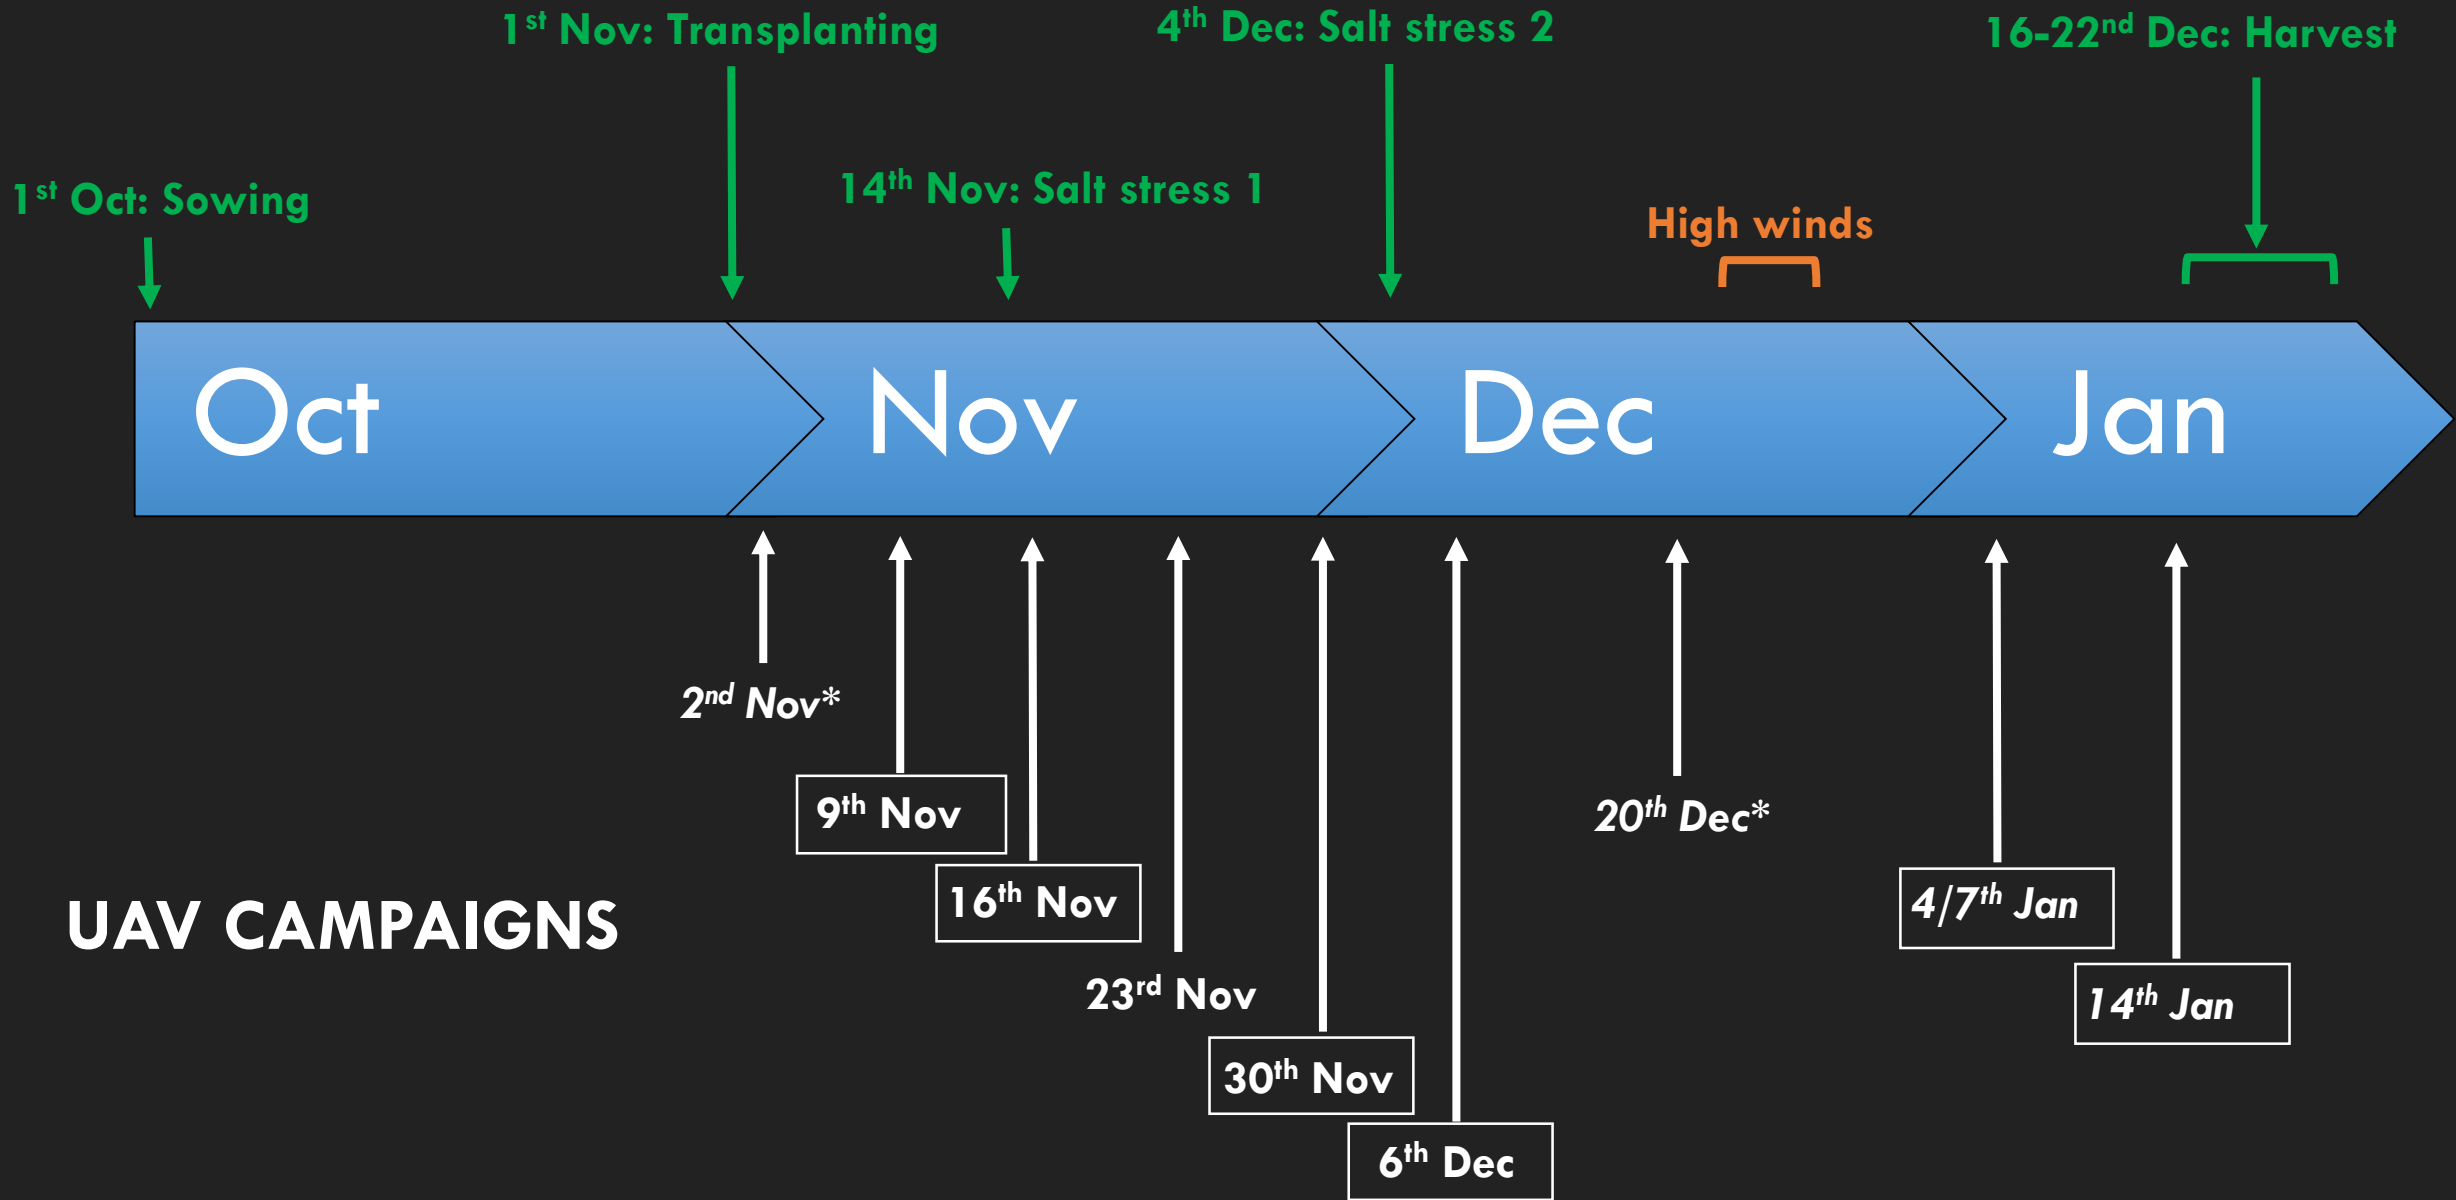 1st Nov: Transplanting
4th Dec: Salt stress 2
16-22nd Dec: Harvest
1st Oct: Sowing
14th Nov: Salt stress 1
High winds
Oct
Nov
Dec
Jan
2nd Nov*
9th Nov
20th Dec*
16th Nov
4/7th Jan
UAV CAMPAIGNS
23rd Nov
14th Jan
30th Nov
6th Dec